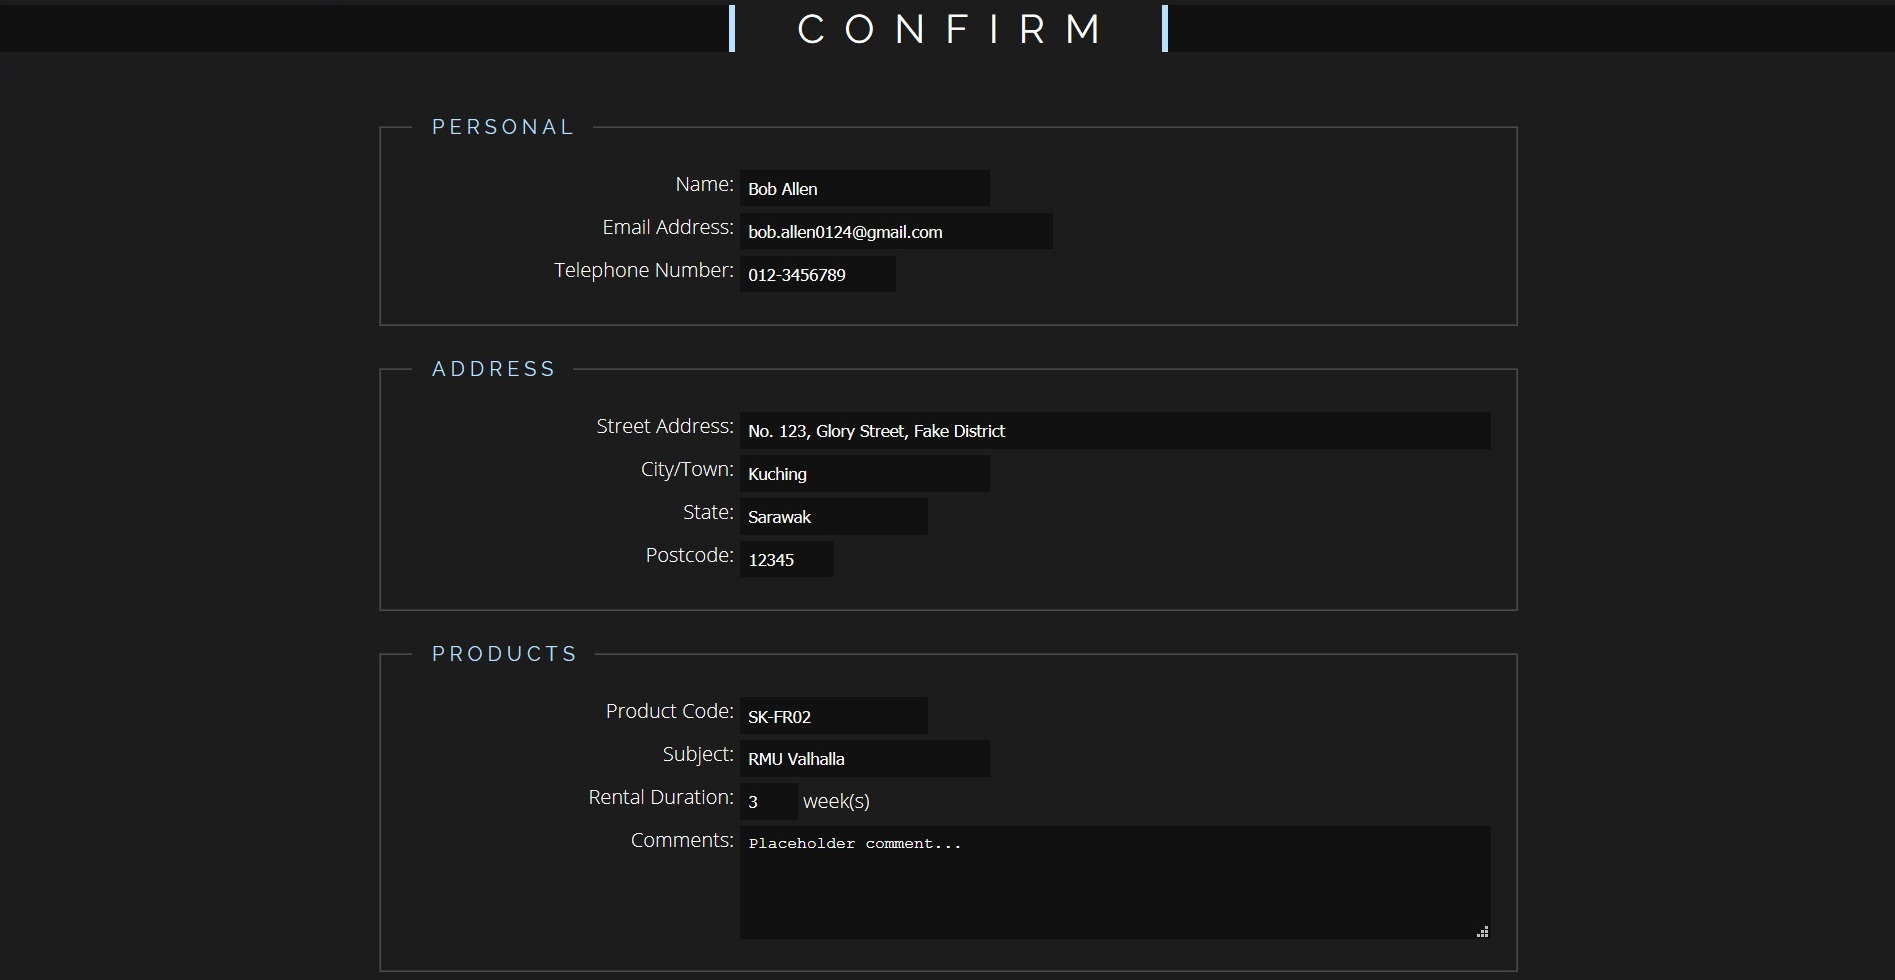 CONFIRM
PERSONAL
Name: Bob Allen
Email Address: bob.allen0124@gmail.com
Telephone Number: 012-3456789
ADDRESS
Street Address: No. 123, Glory Street, Fake District
City/Town: Kuching
State: Sarawak
Postcode: 12345
PRODUCTS
Product Code: SK-FR02
Subject: RMU Valhalla
Rental Duration: 3 week(s)
Comments: Placeholder comment...